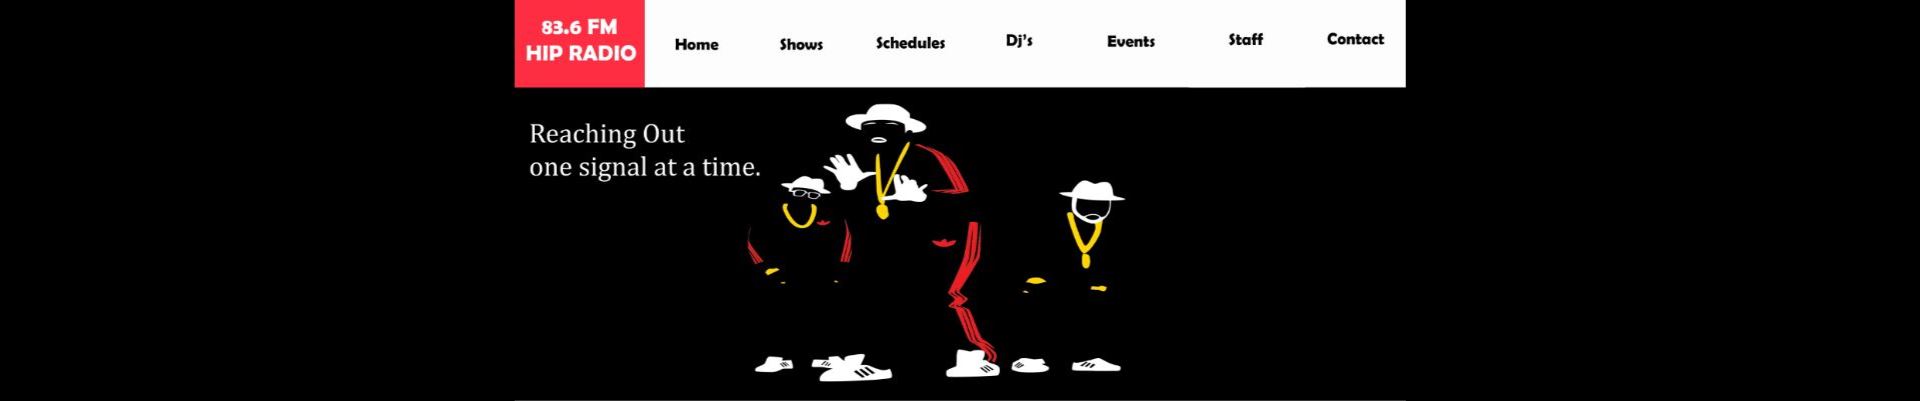 83.6 FM
HIP RADIO
Home
Shows
Schedules
Dj's
Events
Staff
Contact
Reaching Out
one signal at a time.